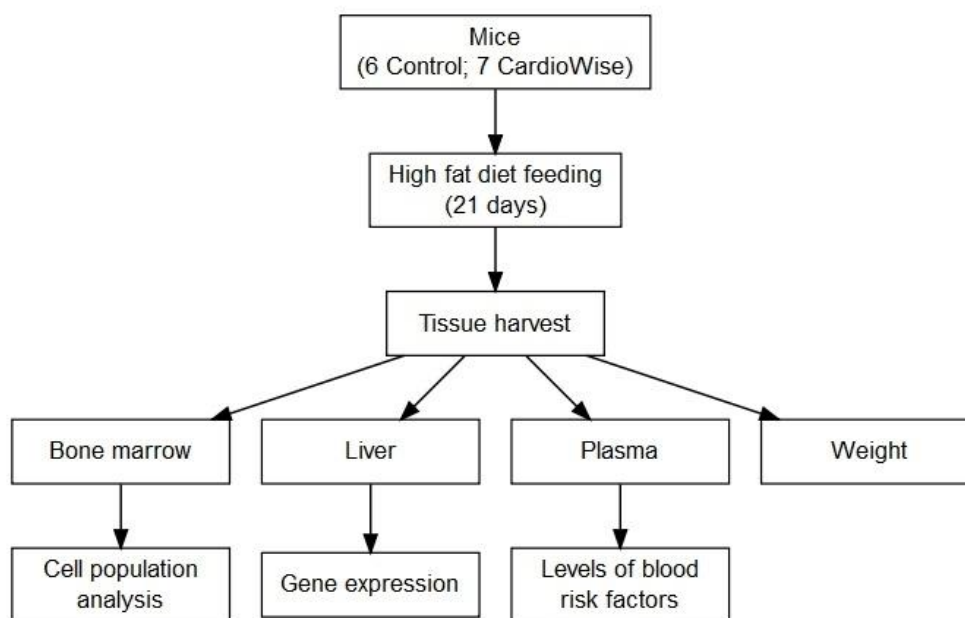 Mice
(6 Control; 7 CardioWise)
High fat diet feeding
(21 days)
Tissue harvest
Bone marrow
Liver
Plasma
Weight
Cell population
analysis
Gene expression
Levels of blood
risk factors